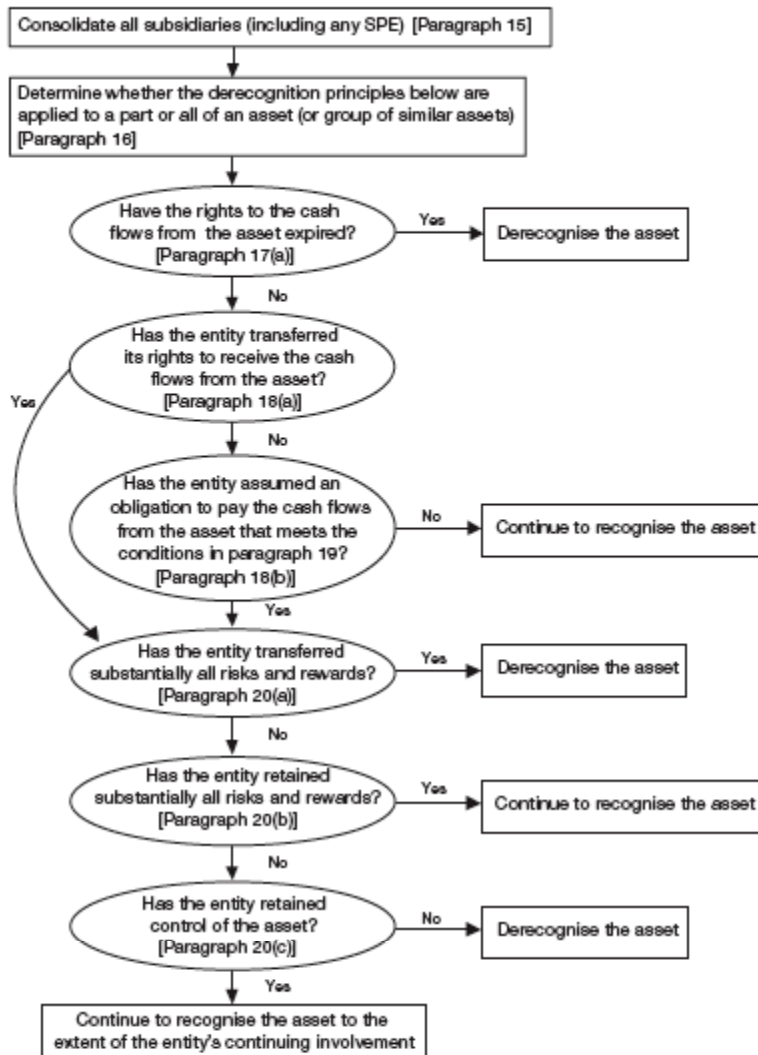 Consolidate all subsidiaries (including any SPE) [Paragraph 15]
Determine whether the derecognition principles below are
applied to a part or all of an asset (or group of similar assets)
[Paragraph 16]
Have the rights to the cash
flows from the asset expired?
[Paragraph 17(a)]
Yes
Derecognise the asset
No
Has the entity transferred
its rights to receive the cash
flows from the asset?
[Paragraph 18(a)]
Yes
No
Has the entity assumed an
obligation to pay the cash flows
from the asset that meets the
conditions in paragraph 19?
[Paragraph 18(b)]
No
Continue to recognise the asset
Yes
Has the entity transferred
substantially all risks and rewards?
[Paragraph 20(a)]
Yes
Derecognise the asset
No
Has the entity retained
substantially all risks and rewards?
[Paragraph 20(b)]
Yes
Continue to recognise the asset
No
Has the entity retained
control of the asset?
[Paragraph 20(c)]
No
Derecognise the asset
Yes
Continue to recognise the asset to the
extent of the entity's continuing involvement